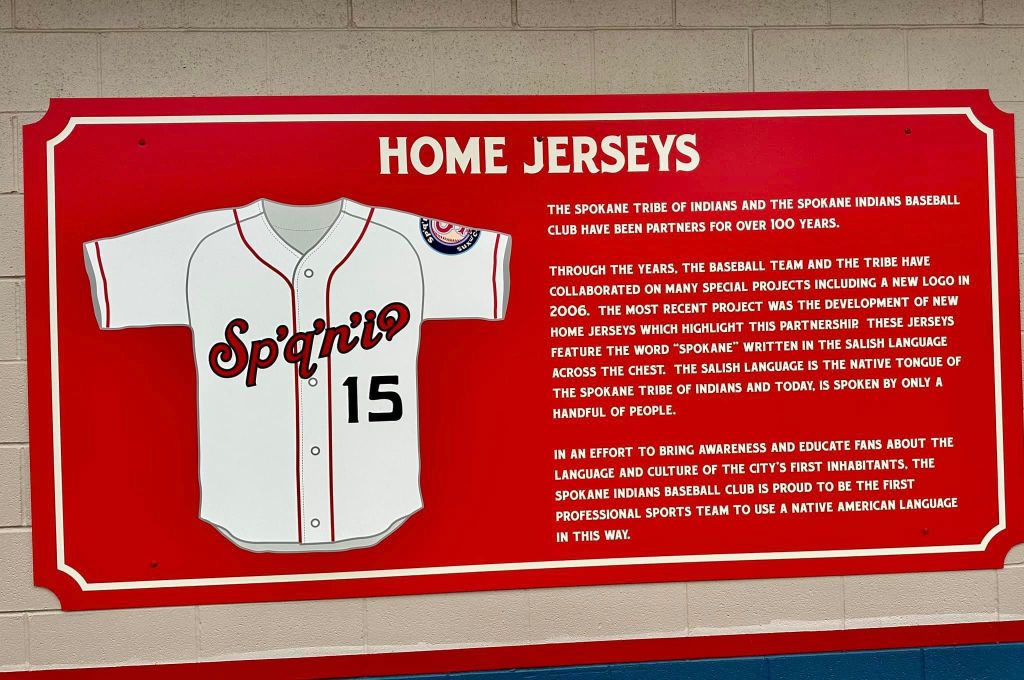 HOME JERSEYS
THE SPOKANE TRIBE OF INDIANS AND THE SPOKANE INDIANS BASEBALL
CLUB HAVE BEEN PARTNERS FOR OVER 100 YEARS.
THROUGH THE YEARS, THE BASEBALL TEAM AND THE TRIBE HAVE
COLLABORATED ON MANY SPECIAL PROJECTS INCLUDING A NEW LOGO IN
2006. THE MOST RECENT PROJECT WAS THE DEVELOPMENT OF NEW
HOME JERSEYS WHICH HIGHLIGHT THIS PARTNERSHIP THESE JERSEYS
FEATURE THE WORD "SPOKANE" WRITTEN IN THE SALISH LANGUAGE
ACROSS THE CHEST. THE SALISH LANGUAGE IS THE NATIVE TONGUE OF
THE SPOKANE TRIBE OF INDIANS AND TODAY, IS SPOKEN BY ONLY A
HANDFUL OF PEOPLE.
IN AN EFFORT TO BRING AWARENESS AND EDUCATE FANS ABOUT THE
LANGUAGE AND CULTURE OF THE CITY'S FIRST INHABITANTS, THE
SPOKANE INDIANS BASEBALL CLUB IS PROUD TO BE THE FIRST
PROFESSIONAL SPORTS TEAM TO USE A NATIVE AMERICAN LANGUAGE
IN THIS WAY.
Sp'q'n'iʔ
15